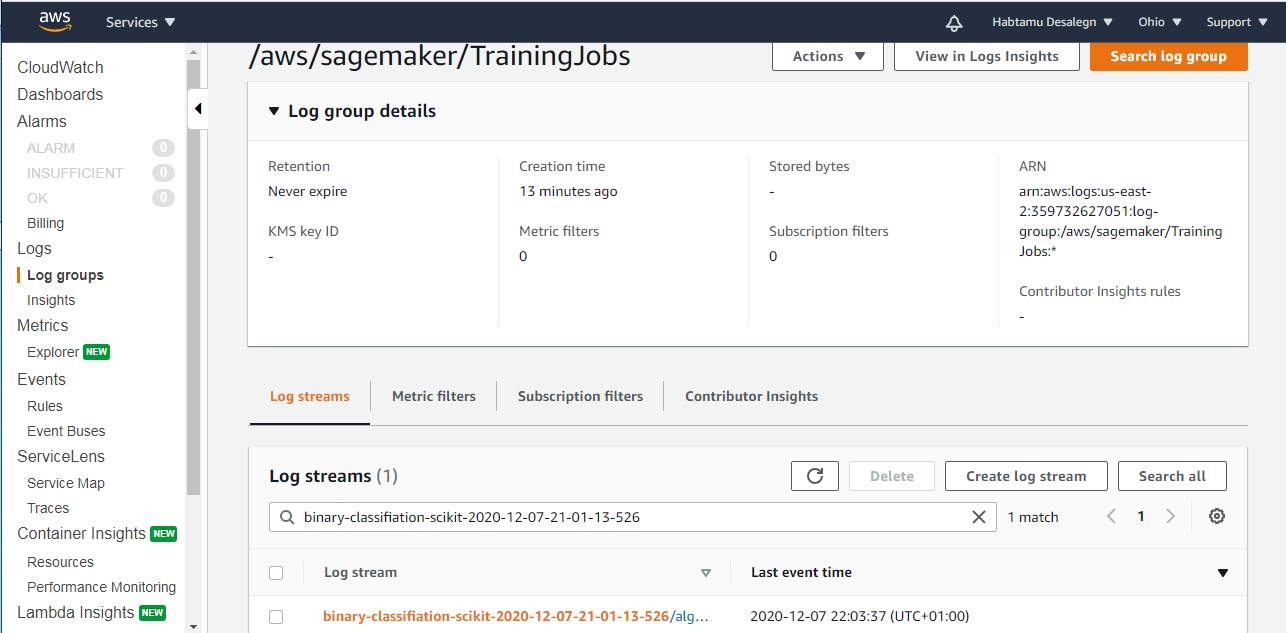 aws Services Habtamu Desalegn Ohio Support
CloudWatch
Dashboards
Alarms
ALARM 0
INSUFFICIENT 0
OK 0
Billing
Logs
Log groups
Insights
Metrics
Explorer NEW
Events
Rules
Event Buses
ServiceLens
Service Map
Traces
Container Insights NEW
Resources
Performance Monitoring
Lambda Insights NEW
/aws/sagemaker/TrainingJobs
Actions View in Logs Insights Search log group
Log group details
Retention
Never expire
KMS key ID
-
Creation time
13 minutes ago
Metric filters
0
Stored bytes
-
Subscription filters
0
ARN
arn:aws:logs:us-east-
2:359732627051:log-
group:/aws/sagemaker/Training
Jobs:*
Contributor Insights rules
-
Log streams Metric filters Subscription filters Contributor Insights
Log streams (1) Delete Create log stream Search all
binary-classifiation-scikit-2020-12-07-21-01-13-526 1 match 1
Log stream Last event time
binary-classifiation-scikit-2020-12-07-21-01-13-526/alg... 2020-12-07 22:03:37 (UTC+01:00)